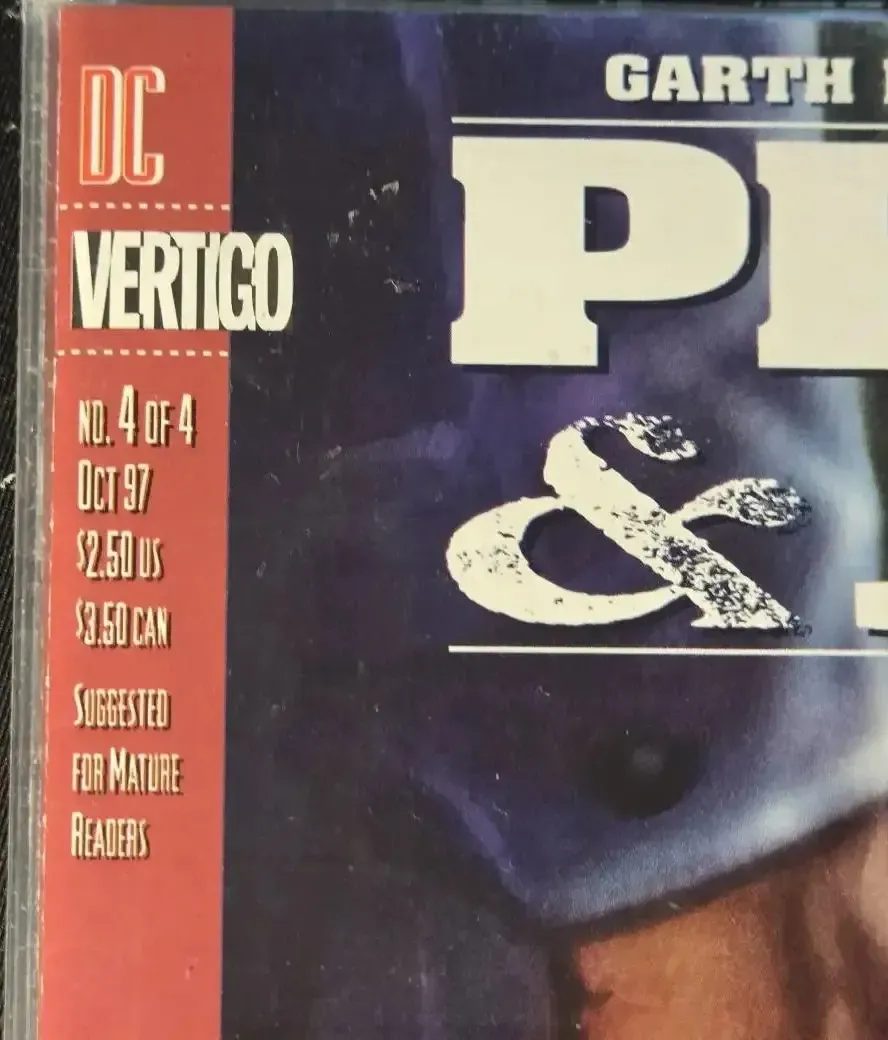 DC
VERTIGO
NO. 4 OF 4
OCT 97
$2.50 US
$3.50 CAN
SUGGESTED
FOR MATURE
READERS
GARTH
P
&